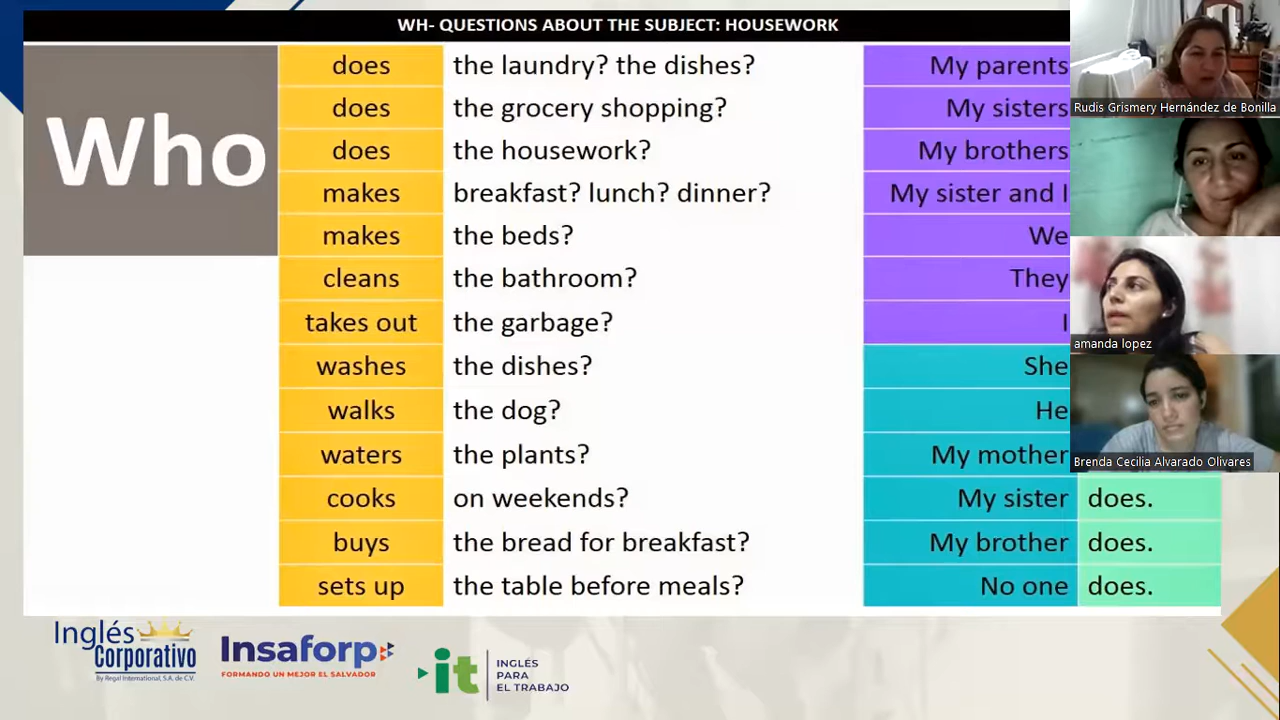 WH- QUESTIONS ABOUT THE SUBJECT: HOUSEWORK
Who
does the laundry? the dishes? My parents
does the grocery shopping? My sisters
does the housework? My brothers
makes breakfast? lunch? dinner? My sister and I
makes the beds? We
cleans the bathroom? They
takes out the garbage? I
washes the dishes? She
walks the dog? He
waters the plants? My mother
cooks on weekends? My sister does.
buys the bread for breakfast? My brother does.
sets up the table before meals? No one does.
Rudis Grismery Hernández de Bonilla
amanda lopez
Brenda Cecilia Alvarado Olivares
Inglés
Corporativo
By Regal International, S.A. de C.V.
Insaforp
FORMANDO UN MEJOR EL SALVADOR
it
INGLÉS
PARA
EL TRABAJO